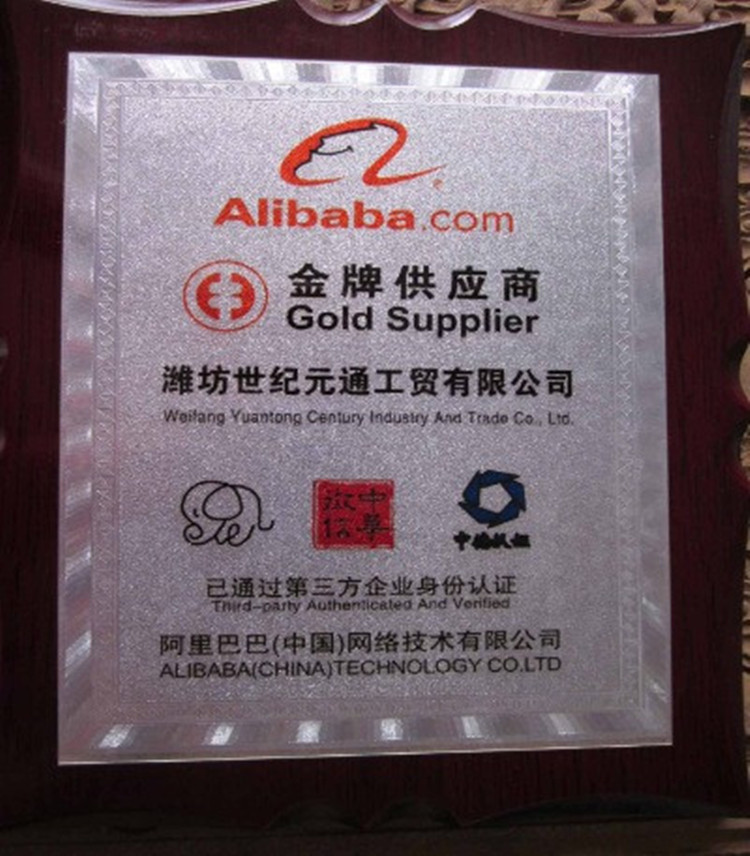 Alibaba.com
金牌供应商
Gold Supplier
潍坊世纪元通工贸有限公司
Weifang Yuantong Century Industry And Trade Co., Ltd.
中华
徵信
已通过第三方企业身份认证
Third-party Authenticated And Verified
阿里巴巴(中国)网络技术有限公司
ALIBABA(CHINA)TECHNOLOGY CO.LTD